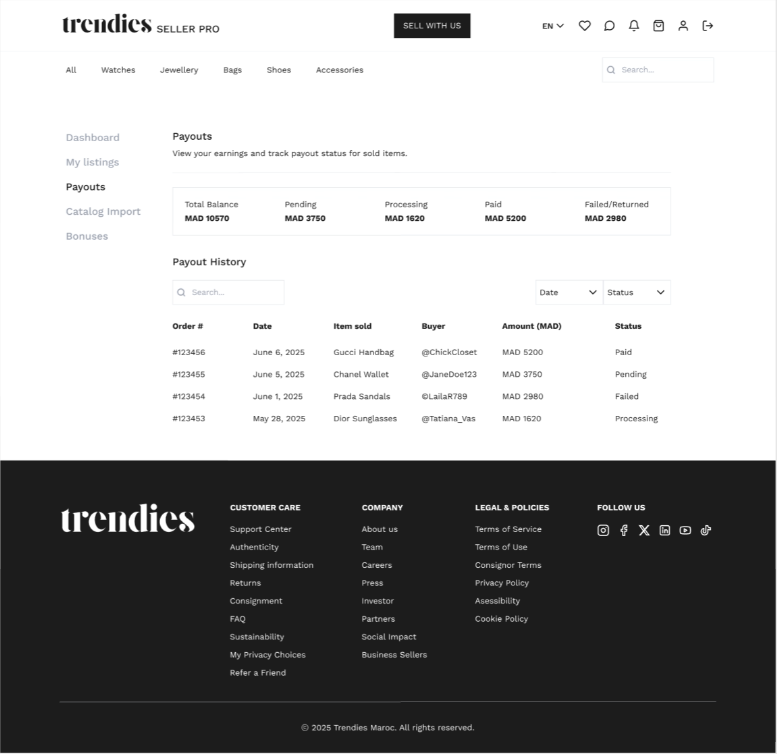 trendies SELLER PRO
SELL WITH US
EN
All Watches Jewellery Bags Shoes Accessories
Search...
Dashboard
My listings
Payouts
Catalog Import
Bonuses
Payouts
View your earnings and track payout status for sold items.
Total Balance Pending Processing Paid Failed/Returned
MAD 10570 MAD 3750 MAD 1620 MAD 5200 MAD 2980
Payout History
Search...
Date Status
Order # Date Item sold Buyer Amount (MAD) Status
#123456 June 6, 2025 Gucci Handbag @ChickCloset MAD 5200 Paid
#123455 June 5, 2025 Chanel Wallet @JaneDoe123 MAD 3750 Pending
#123454 June 1, 2025 Prada Sandals ©LailaR789 MAD 2980 Failed
#123453 May 28, 2025 Dior Sunglasses @Tatiana_Vas MAD 1620 Processing
trendies
CUSTOMER CARE
Support Center
Authenticity
Shipping information
Returns
Consignment
FAQ
Sustainability
My Privacy Choices
Refer a Friend
COMPANY
About us
Team
Careers
Press
Investor
Partners
Social Impact
Business Sellers
LEGAL & POLICIES
Terms of Service
Terms of Use
Consignor Terms
Privacy Policy
Asessibility
Cookie Policy
FOLLOW US
© 2025 Trendies Maroc. All rights reserved.